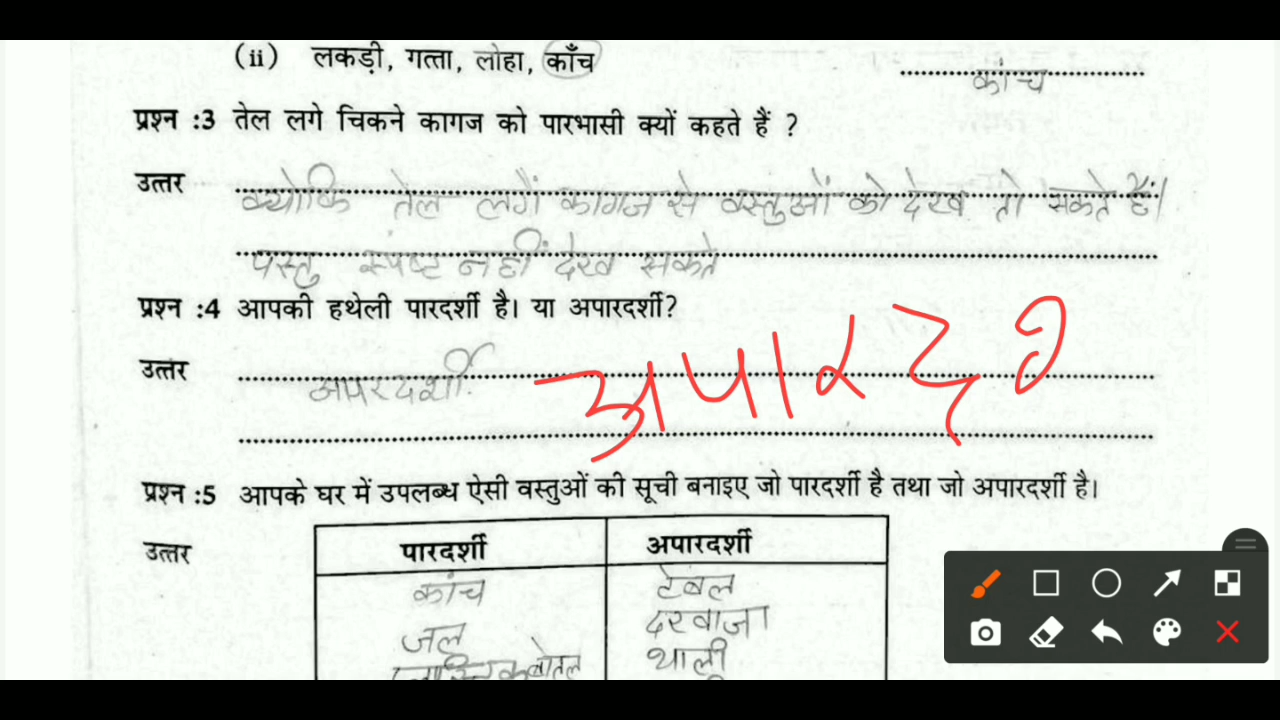 (ii) लकड़ी, गत्ता, लोहा, काँच
कांच
प्रश्न :3 तेल लगे चिकने कागज को पारभासी क्यों कहते हैं ?
उत्तर क्योकि तेल लगैं कागज से वस्तुओं को देख तो सकते हैं।
परन्तु स्पष्ट नहीं देख सकते
प्रश्न :4 आपकी हथेली पारदर्शी है। या अपारदर्शी?
उत्तर अपारदर्शी. अपारद
प्रश्न :5 आपके घर में उपलब्ध ऐसी वस्तुओं की सूची बनाइए जो पारदर्शी है तथा जो अपारदर्शी है।
उत्तर पारदर्शी अपारदर्शी
कांच टेबल
जल दरवाजा
थाली